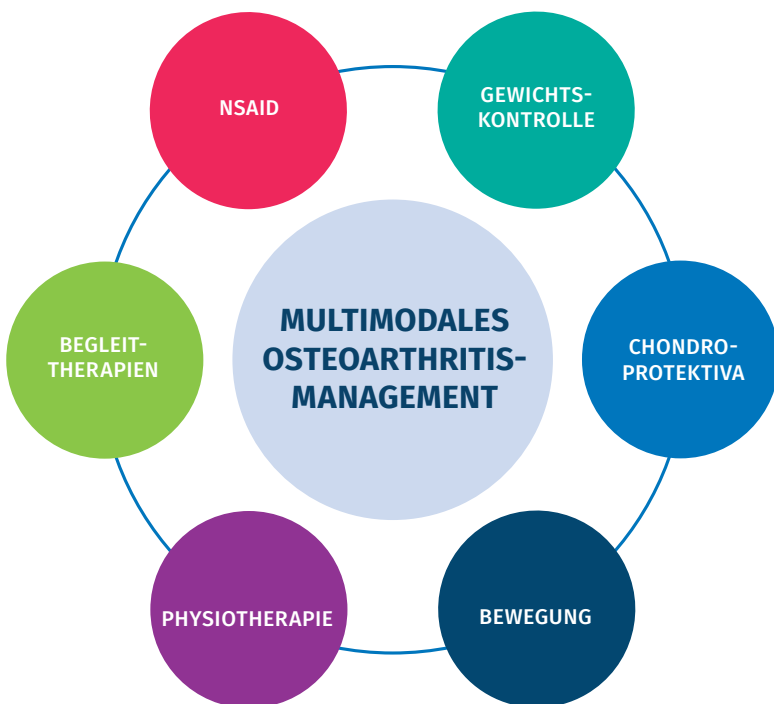 NSAID
GEWICHTS-
KONTROLLE
CHONDRO-
PROTEKTIVA
BEWEGUNG
PHYSIOTHERAPIE
BEGLEIT-
THERAPIEN
MULTIMODALES
OSTEOARTHRITIS-
MANAGEMENT